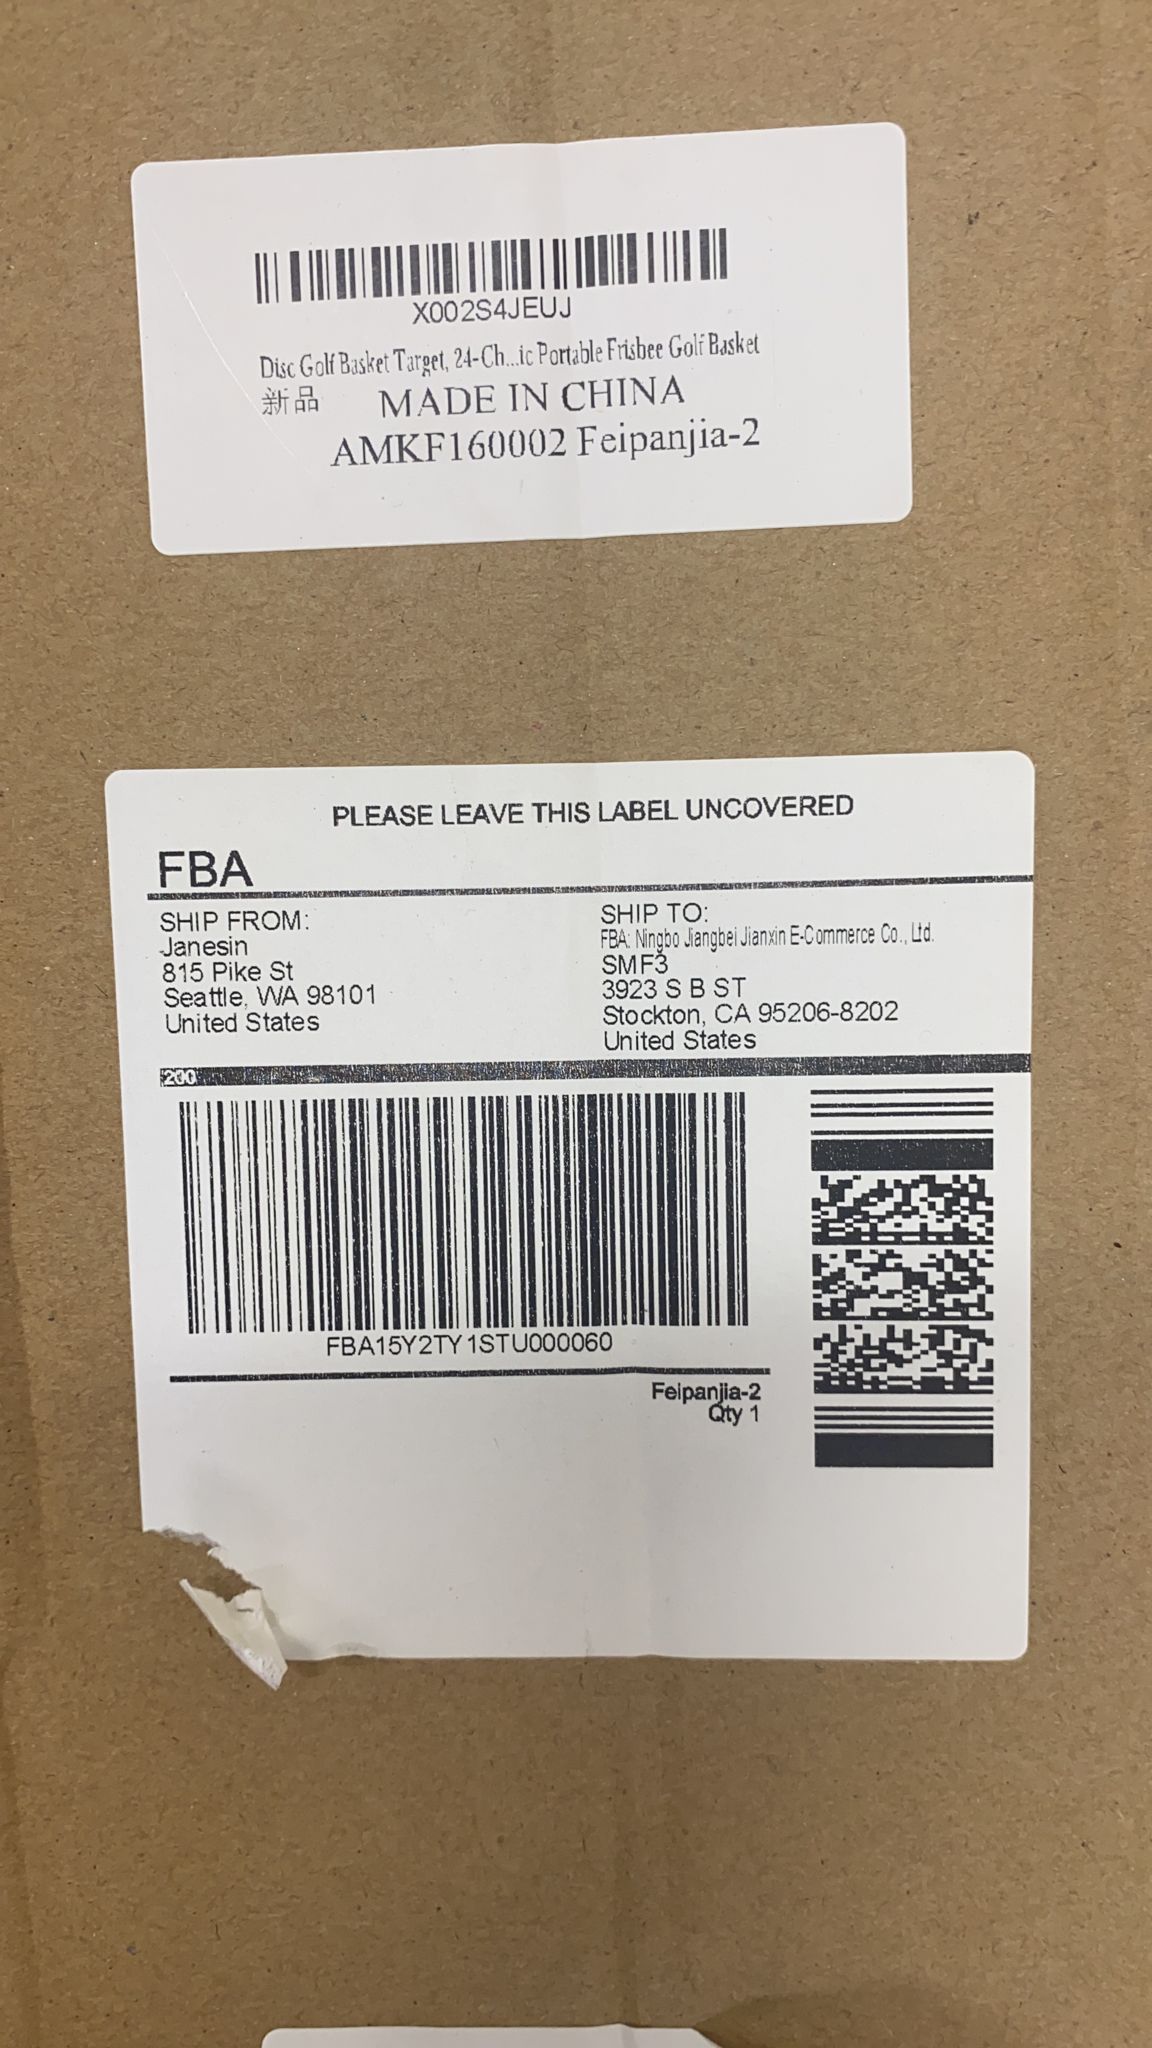 X002S4JEUJ
Disc Golf Basket Target, 24-Ch...ic Portable Frisbee Golf Basket
新品 MADE IN CHINA
AMKF160002 Feipanjia-2
PLEASE LEAVE THIS LABEL UNCOVERED
FBA
SHIP FROM:
Janesin
815 Pike St
Seattle, WA 98101
United States
SHIP TO:
FBA: Ningbo Jiangbei Jianxin E-Commerce Co., Ltd.
SMF3
3923 S B ST
Stockton, CA 95206-8202
United States
200
FBA15Y2TY1STU000060
Feipanjia-2
Qty 1